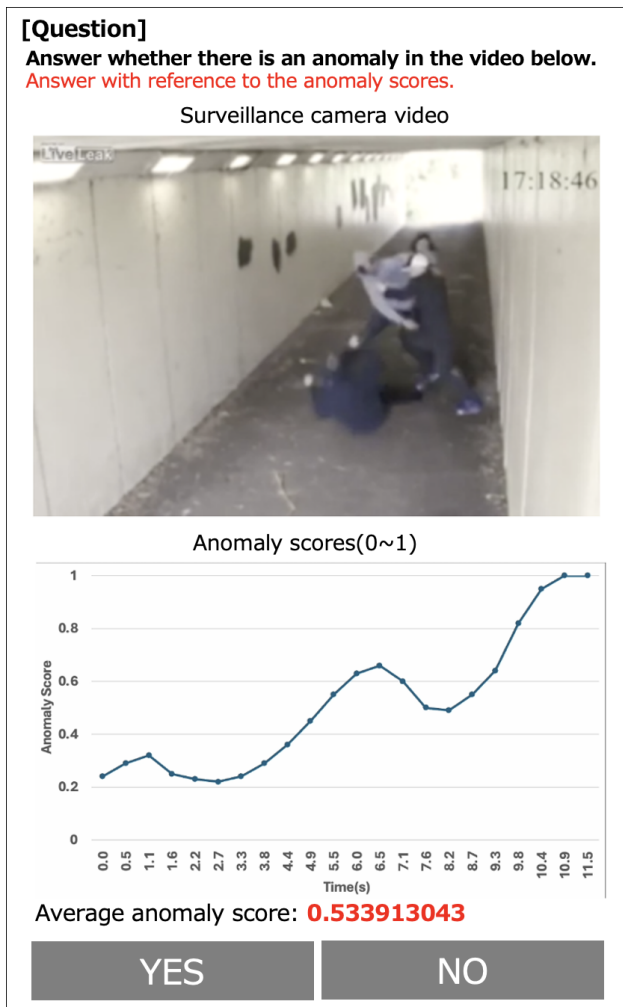 [Question]
Answer whether there is an anomaly in the video below.
Answer with reference to the anomaly scores.
Surveillance camera video
LiveLeak
17:18:46
Anomaly scores(0~1)
1
0.8
0.6
0.4
0.2
0
Anomaly Score
0.0 0.5 1.1 1.6 2.2 2.7 3.3 3.8 4.4 4.9 5.5 6.0 6.5 7.1 7.6 8.2 8.7 9.3 9.8 10.4 10.9 11.5
Time(s)
Average anomaly score: 0.533913043
YES NO